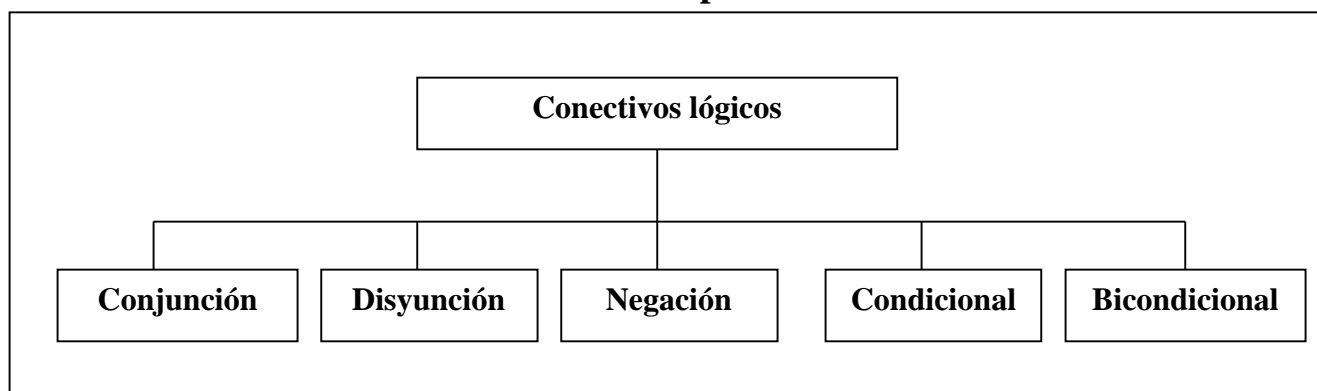 Conectivos lógicos
Conjunción
Disyunción
Negación
Condicional
Bicondicional